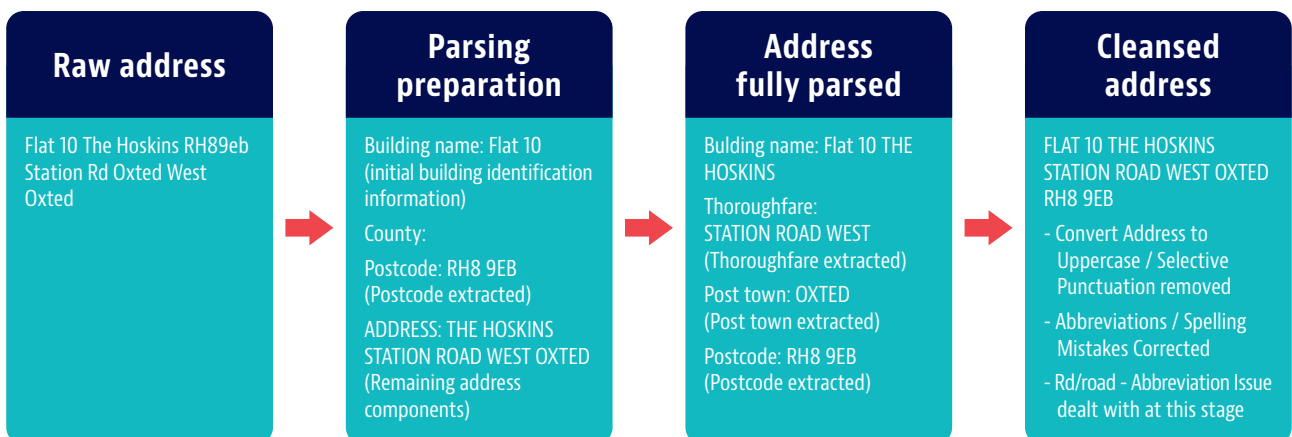 Raw address
Flat 10 The Hoskins RH89eb
Station Rd Oxted West
Oxted
Parsing
preparation
Building name: Flat 10
(initial building identification
information)
County:
Postcode: RH8 9EB
(Postcode extracted)
ADDRESS: THE HOSKINS
STATION ROAD WEST OXTED
(Remaining address
components)
Address
fully parsed
Bulding name: Flat 10 THE
HOSKINS
Thoroughfare:
STATION ROAD WEST
(Thoroughfare extracted)
Post town: OXTED
(Post town extracted)
Postcode: RH8 9EB
(Postcode extracted)
Cleansed
address
FLAT 10 THE HOSKINS
STATION ROAD WEST OXTED
RH8 9EB
- Convert Address to
Uppercase / Selective
Punctuation removed
- Abbreviations / Spelling
Mistakes Corrected
- Rd/road - Abbreviation Issue
dealt with at this stage